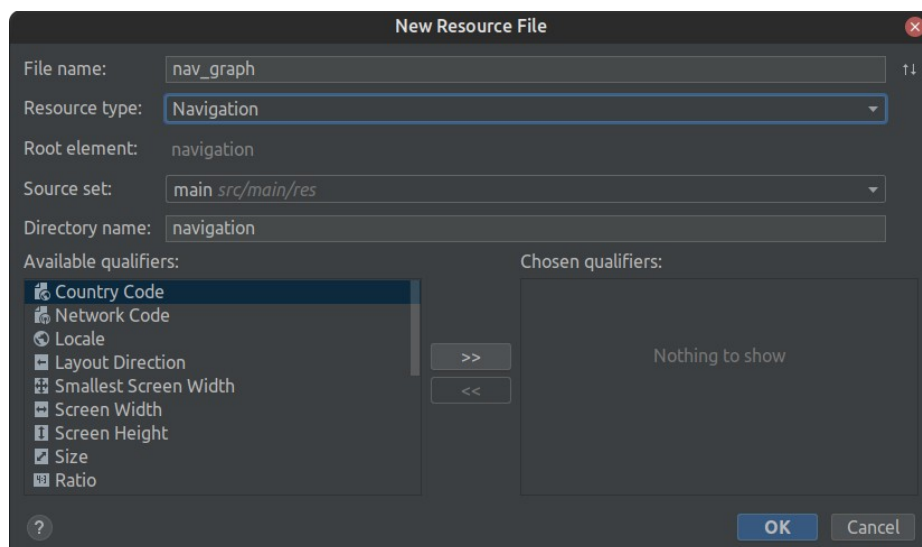 New Resource File
File name: nav_graph
Resource type: Navigation
Root element: navigation
Source set: main src/main/res
Directory name: navigation
Available qualifiers: Chosen qualifiers:
Country Code
Network Code
Locale
Layout Direction
Smallest Screen Width
Screen Width
Screen Height
Size
Ratio
>>
<<
Nothing to show
?
OK Cancel